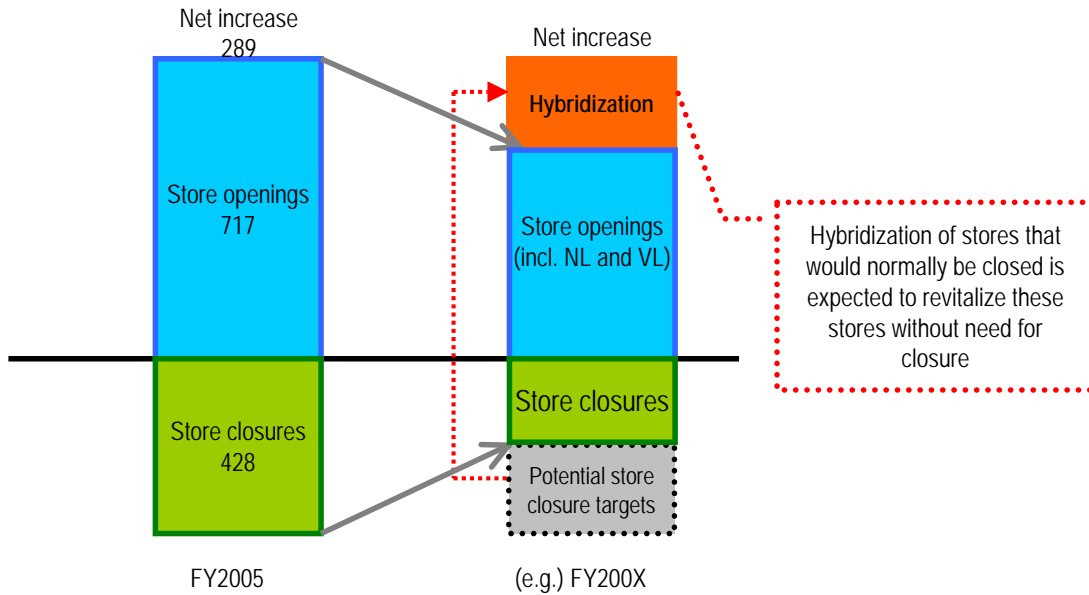 Net increase
289
Store openings
717
Store closures
428
FY2005
Net increase
Hybridization
Store openings
(incl. NL and VL)
Store closures
Potential store
closure targets
(e.g.) FY200X
Hybridization of stores that
would normally be closed is
expected to revitalize these
stores without need for
closure